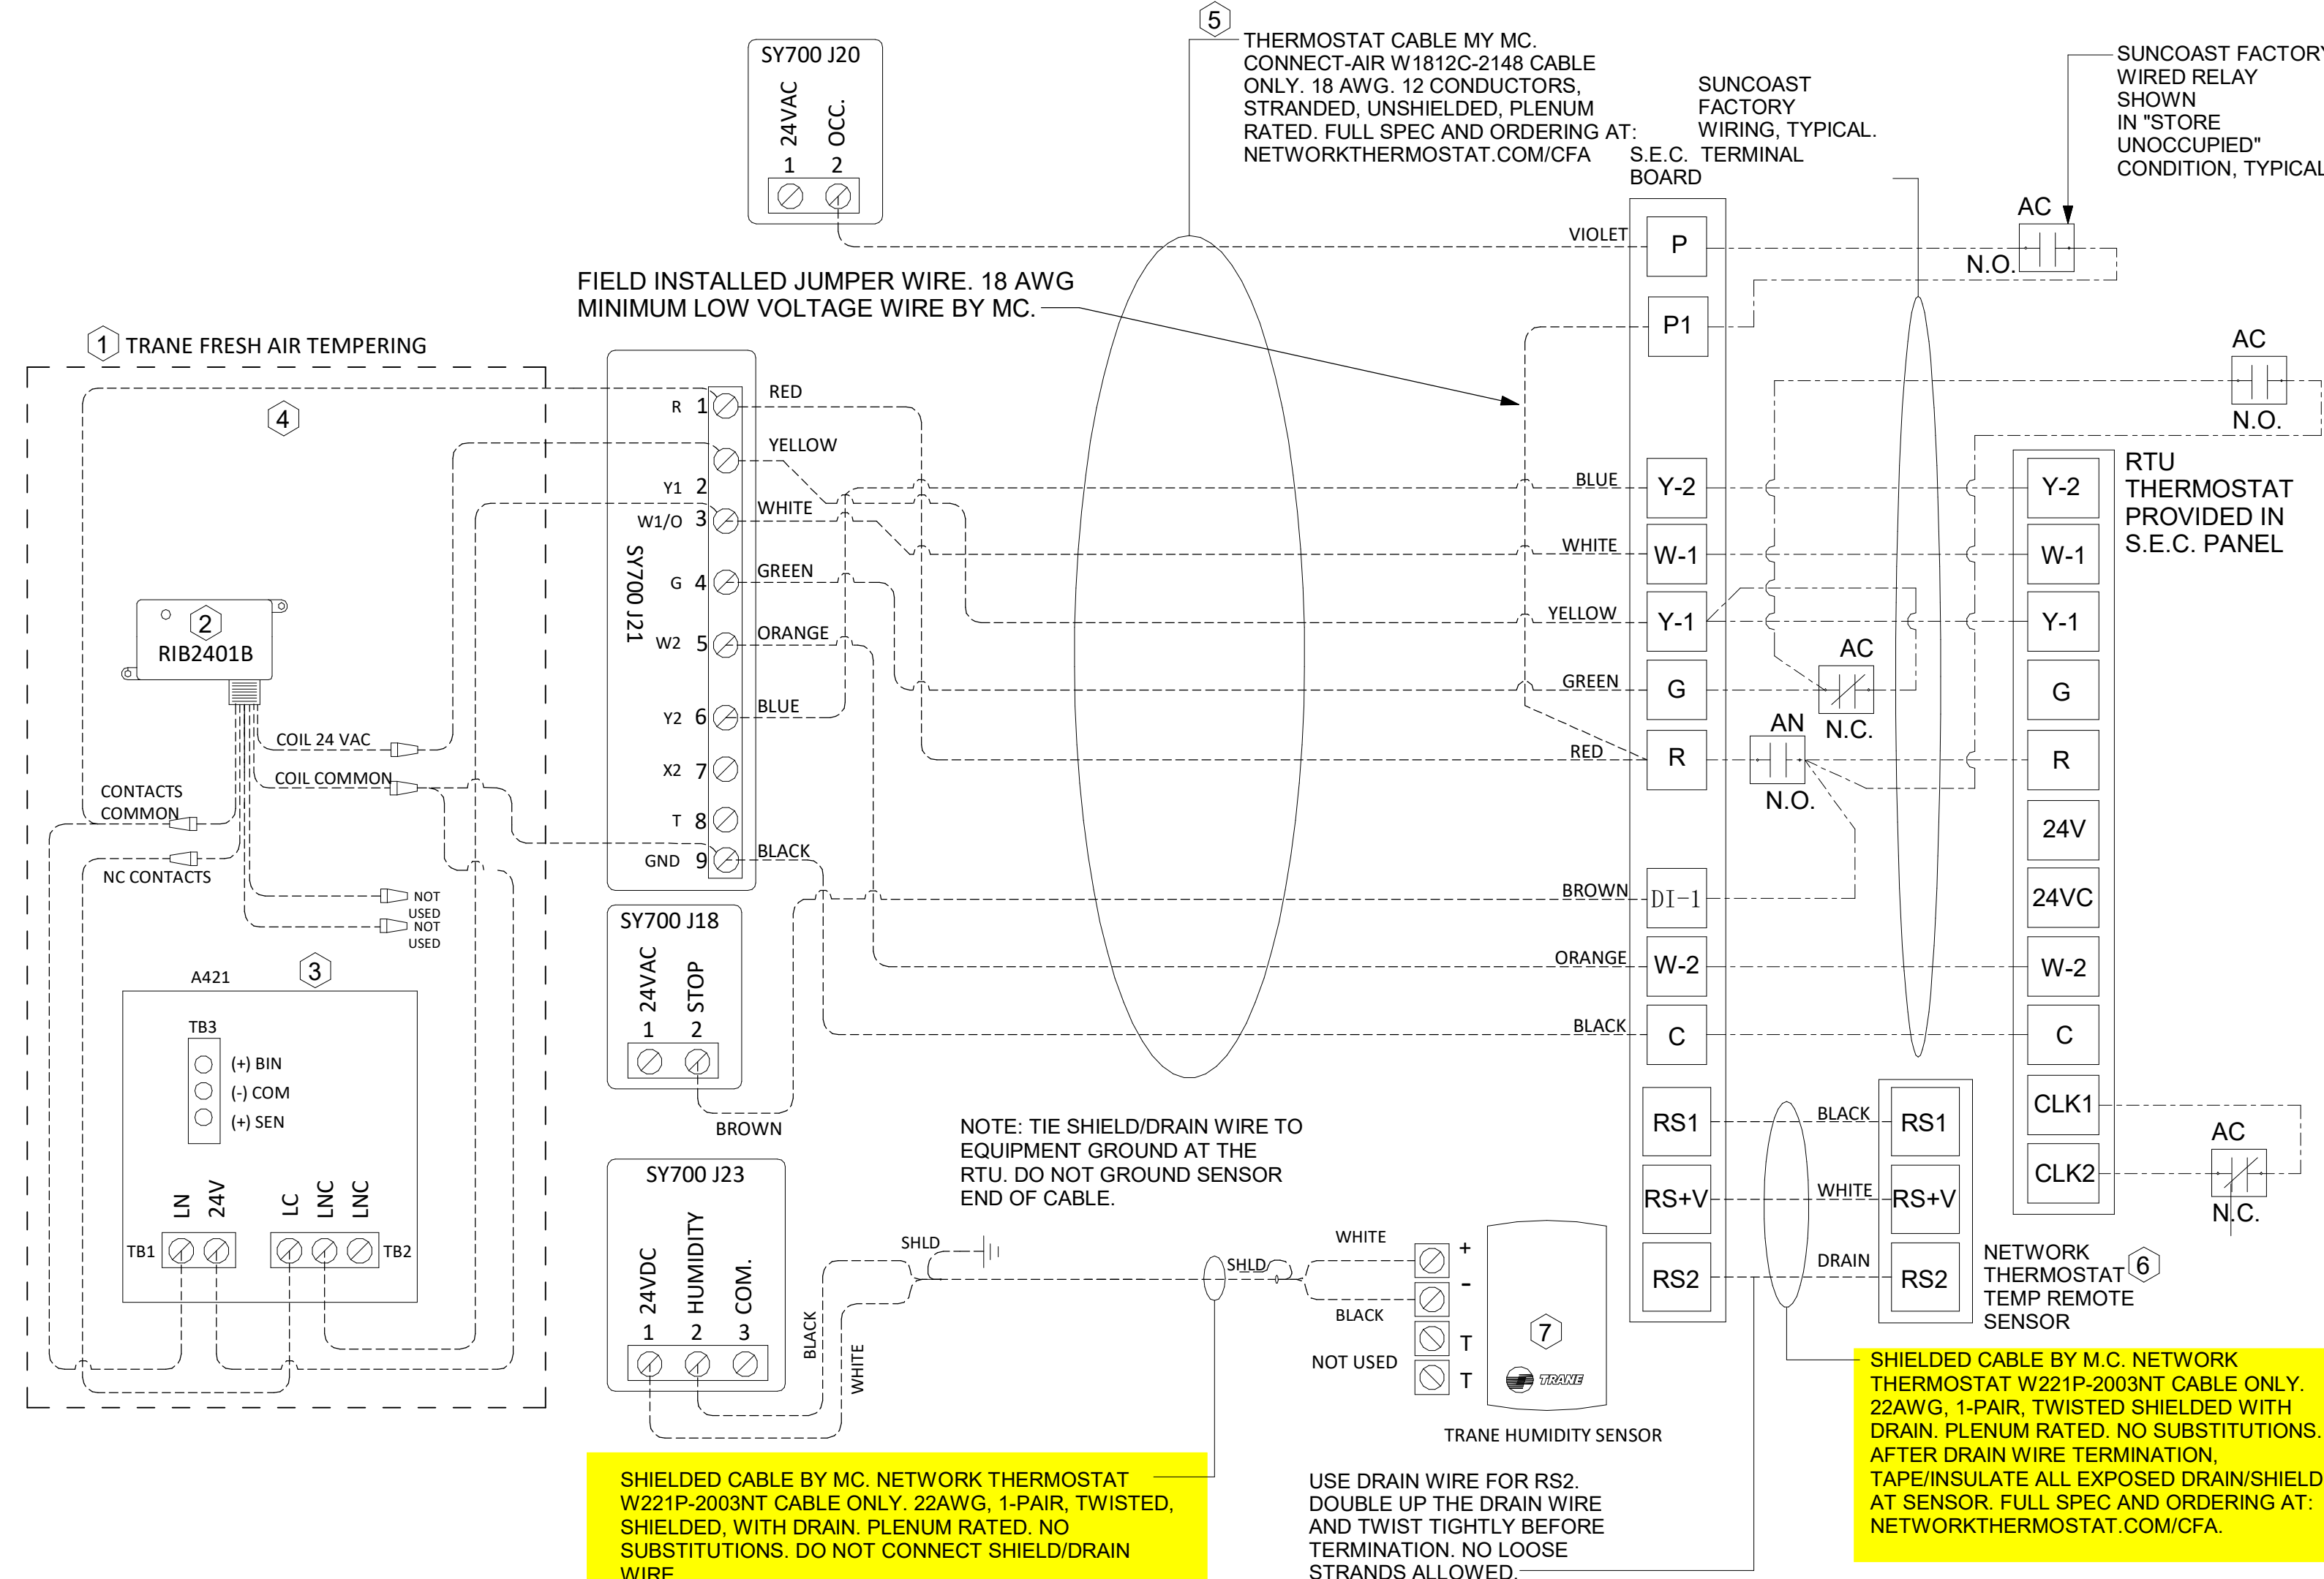 5
THERMOSTAT CABLE MY MC.
CONNECT-AIR W1812C-2148 CABLE
ONLY. 18 AWG. 12 CONDUCTORS,
STRANDED, UNSHIELDED, PLENUM
RATED. FULL SPEC AND ORDERING AT:
NETWORKTHERMOSTAT.COM/CFA
SUNCOAST
FACTORY
WIRING, TYPICAL.
S.E.C. TERMINAL
BOARD
SUNCOAST FACTORY
WIRED RELAY
SHOWN
IN "STORE
UNOCCUPIED"
CONDITION, TYPICAL
SY700 J20
24VAC
OCC.
1
2
FIELD INSTALLED JUMPER WIRE. 18 AWG
MINIMUM LOW VOLTAGE WIRE BY MC.
1 TRANE FRESH AIR TEMPERING
4
2
RIB2401B
COIL 24 VAC
COIL COMMON
CONTACTS
COMMON
NC CONTACTS
NOT
USED
NOT
USED
3
A421
TB3
(+) BIN
(-) COM
(+) SEN
LN
24V
LC
LNC
LNC
TB1
TB2
SY700 J21
R 1
RED
YELLOW
Y1 2
W1/O 3
WHITE
G 4
GREEN
W2 5
ORANGE
Y2 6
BLUE
X2 7
T 8
GND 9
BLACK
SY700 J18
24VAC
STOP
1
2
BROWN
SY700 J23
24VDC
HUMIDITY
COM.
1
2
3
BLACK
WHITE
NOTE: TIE SHIELD/DRAIN WIRE TO
EQUIPMENT GROUND AT THE
RTU. DO NOT GROUND SENSOR
END OF CABLE.
SHLD
SHLD
WHITE
BLACK
NOT USED
+
-
T
T
7
TRANE
TRANE HUMIDITY SENSOR
VIOLET
BLUE
WHITE
YELLOW
GREEN
RED
BROWN
ORANGE
BLACK
P
P1
Y-2
W-1
Y-1
G
R
DI-1
W-2
C
RS1
RS+V
RS2
AC
N.O.
AC
N.O.
AC
N.C.
AN
N.O.
RTU
THERMOSTAT
PROVIDED IN
S.E.C. PANEL
Y-2
W-1
Y-1
G
R
24V
24VC
W-2
C
CLK1
CLK2
AC
N.C.
BLACK
WHITE
DRAIN
RS1
RS+V
RS2
NETWORK
THERMOSTAT 6
TEMP REMOTE
SENSOR
SHIELDED CABLE BY MC. NETWORK THERMOSTAT
W221P-2003NT CABLE ONLY. 22AWG, 1-PAIR, TWISTED,
SHIELDED, WITH DRAIN. PLENUM RATED. NO
SUBSTITUTIONS. DO NOT CONNECT SHIELD/DRAIN
WIRE
USE DRAIN WIRE FOR RS2.
DOUBLE UP THE DRAIN WIRE
AND TWIST TIGHTLY BEFORE
TERMINATION. NO LOOSE
STRANDS ALLOWED.
SHIELDED CABLE BY M.C. NETWORK
THERMOSTAT W221P-2003NT CABLE ONLY.
22AWG, 1-PAIR, TWISTED SHIELDED WITH
DRAIN. PLENUM RATED. NO SUBSTITUTIONS.
AFTER DRAIN WIRE TERMINATION,
TAPE/INSULATE ALL EXPOSED DRAIN/SHIELD
AT SENSOR. FULL SPEC AND ORDERING AT:
NETWORKTHERMOSTAT.COM/CFA.